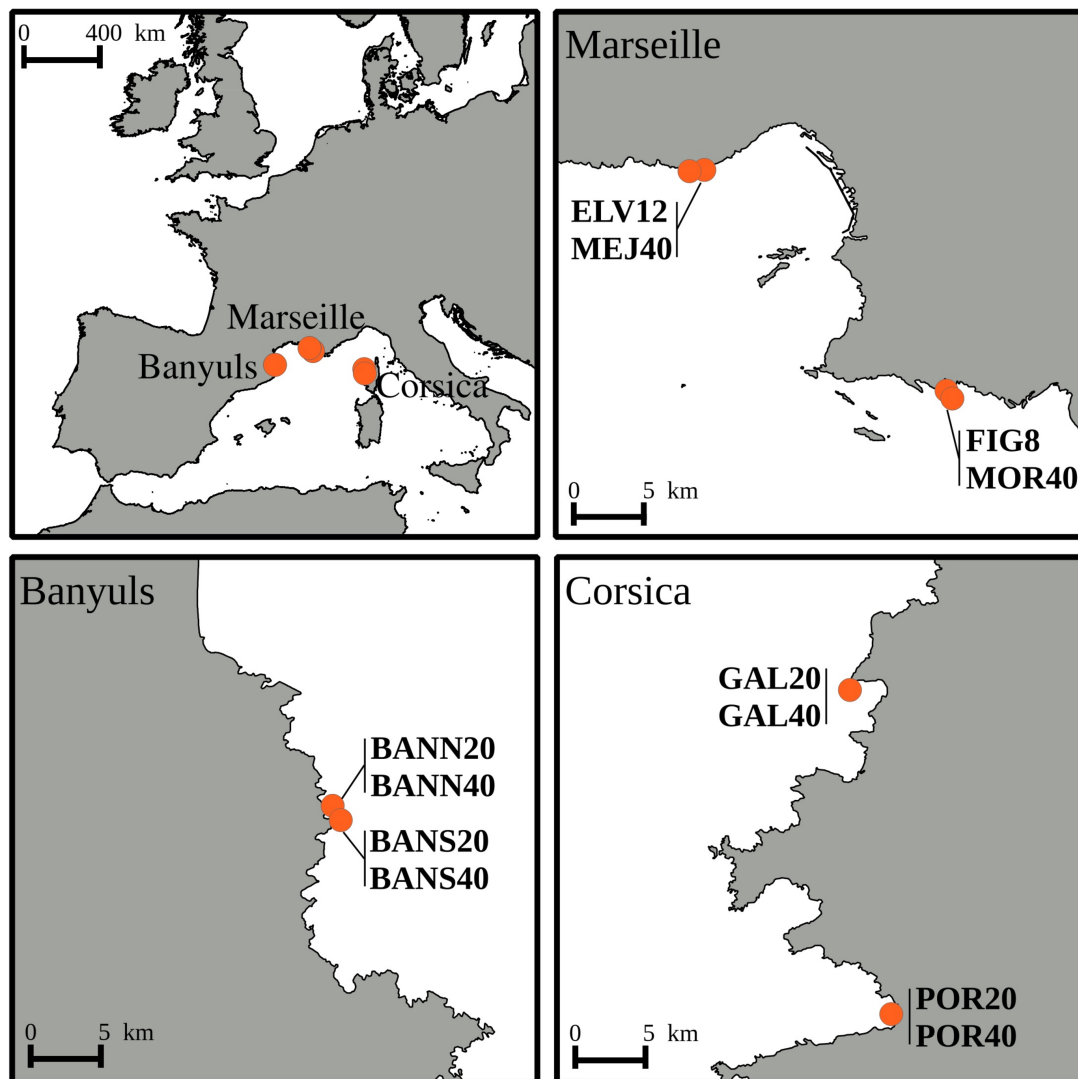 0 400 km
Marseille
Banyuls
Corsica
Marseille
ELV12
MEJ40
FIG8
MOR40
0 5 km
Banyuls
BANN20
BANN40
BANS20
BANS40
0 5 km
Corsica
GAL20
GAL40
POR20
POR40
0 5 km